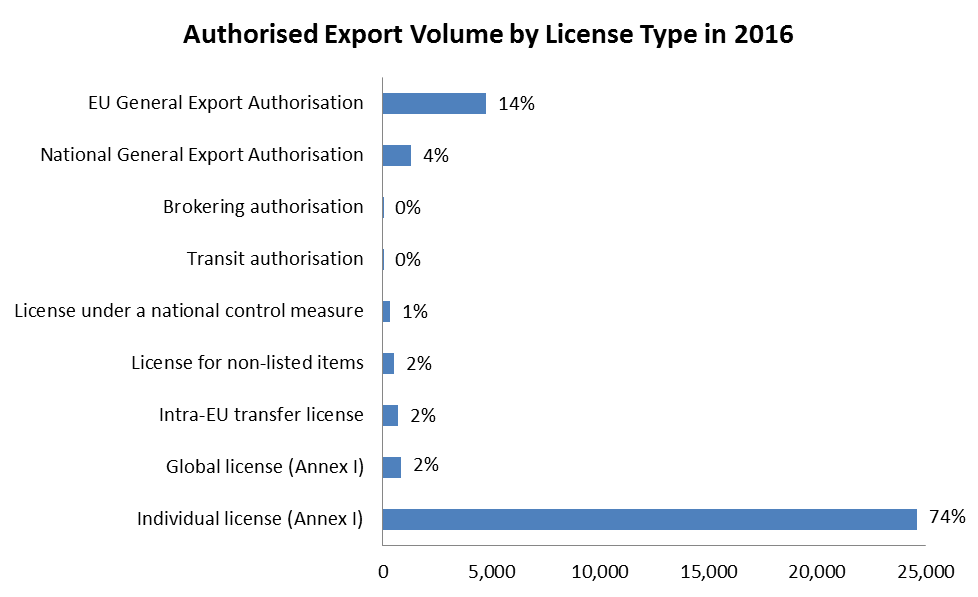 Authorised Export Volume by License Type in 2016
EU General Export Authorisation 14%
National General Export Authorisation 4%
Brokering authorisation 0%
Transit authorisation 0%
License under a national control measure 1%
License for non-listed items 2%
Intra-EU transfer license 2%
Global license (Annex I) 2%
Individual license (Annex I) 74%
0 5,000 10,000 15,000 20,000 25,000